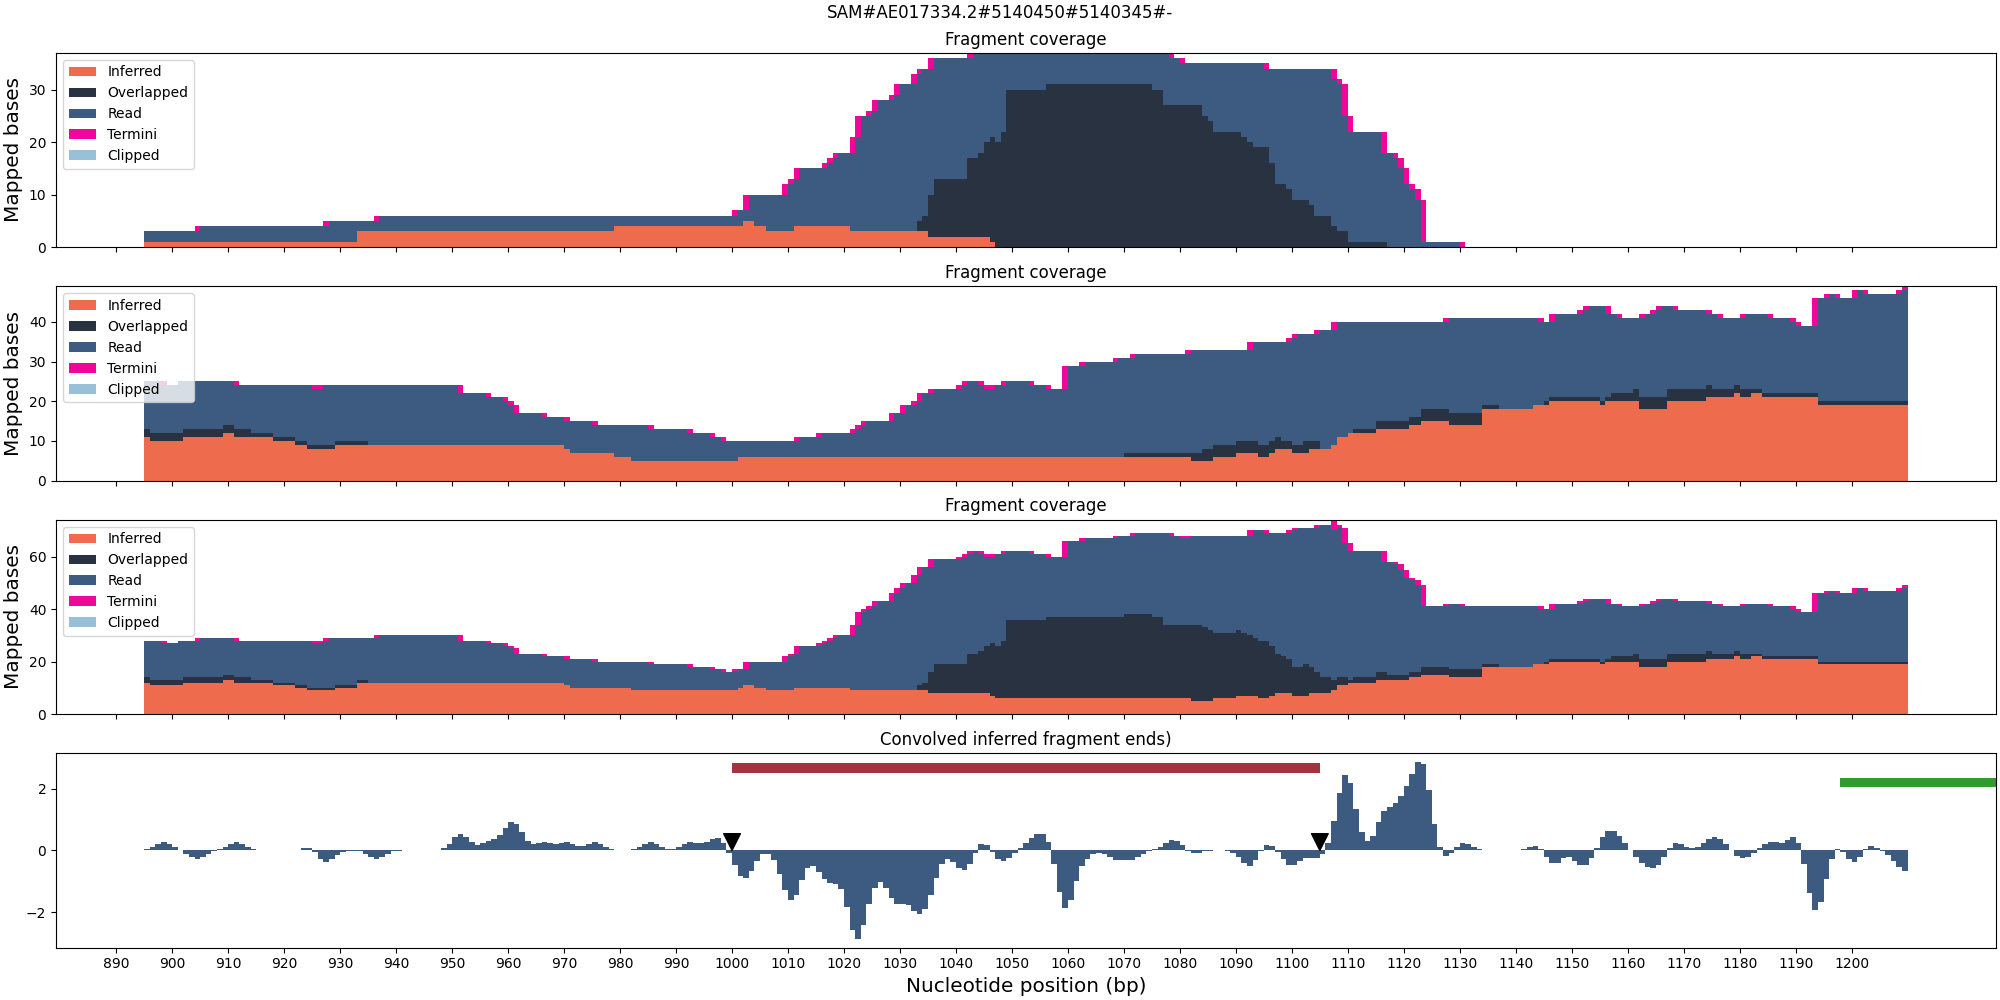 SAM#AE017334.2#5140450#5140345#-
Fragment coverage
Mapped bases
30
20
10
0
Inferred
Overlapped
Read
Termini
Clipped
Fragment coverage
Mapped bases
40
30
20
10
0
Inferred
Overlapped
Read
Termini
Clipped
Fragment coverage
Mapped bases
60
40
20
0
Inferred
Overlapped
Read
Termini
Clipped
Convolved inferred fragment ends)
2
0
−2
890 900 910 920 930 940 950 960 970 980 990 1000 1010 1020 1030 1040 1050 1060 1070 1080 1090 1100 1110 1120 1130 1140 1150 1160 1170 1180 1190 1200
Nucleotide position (bp)